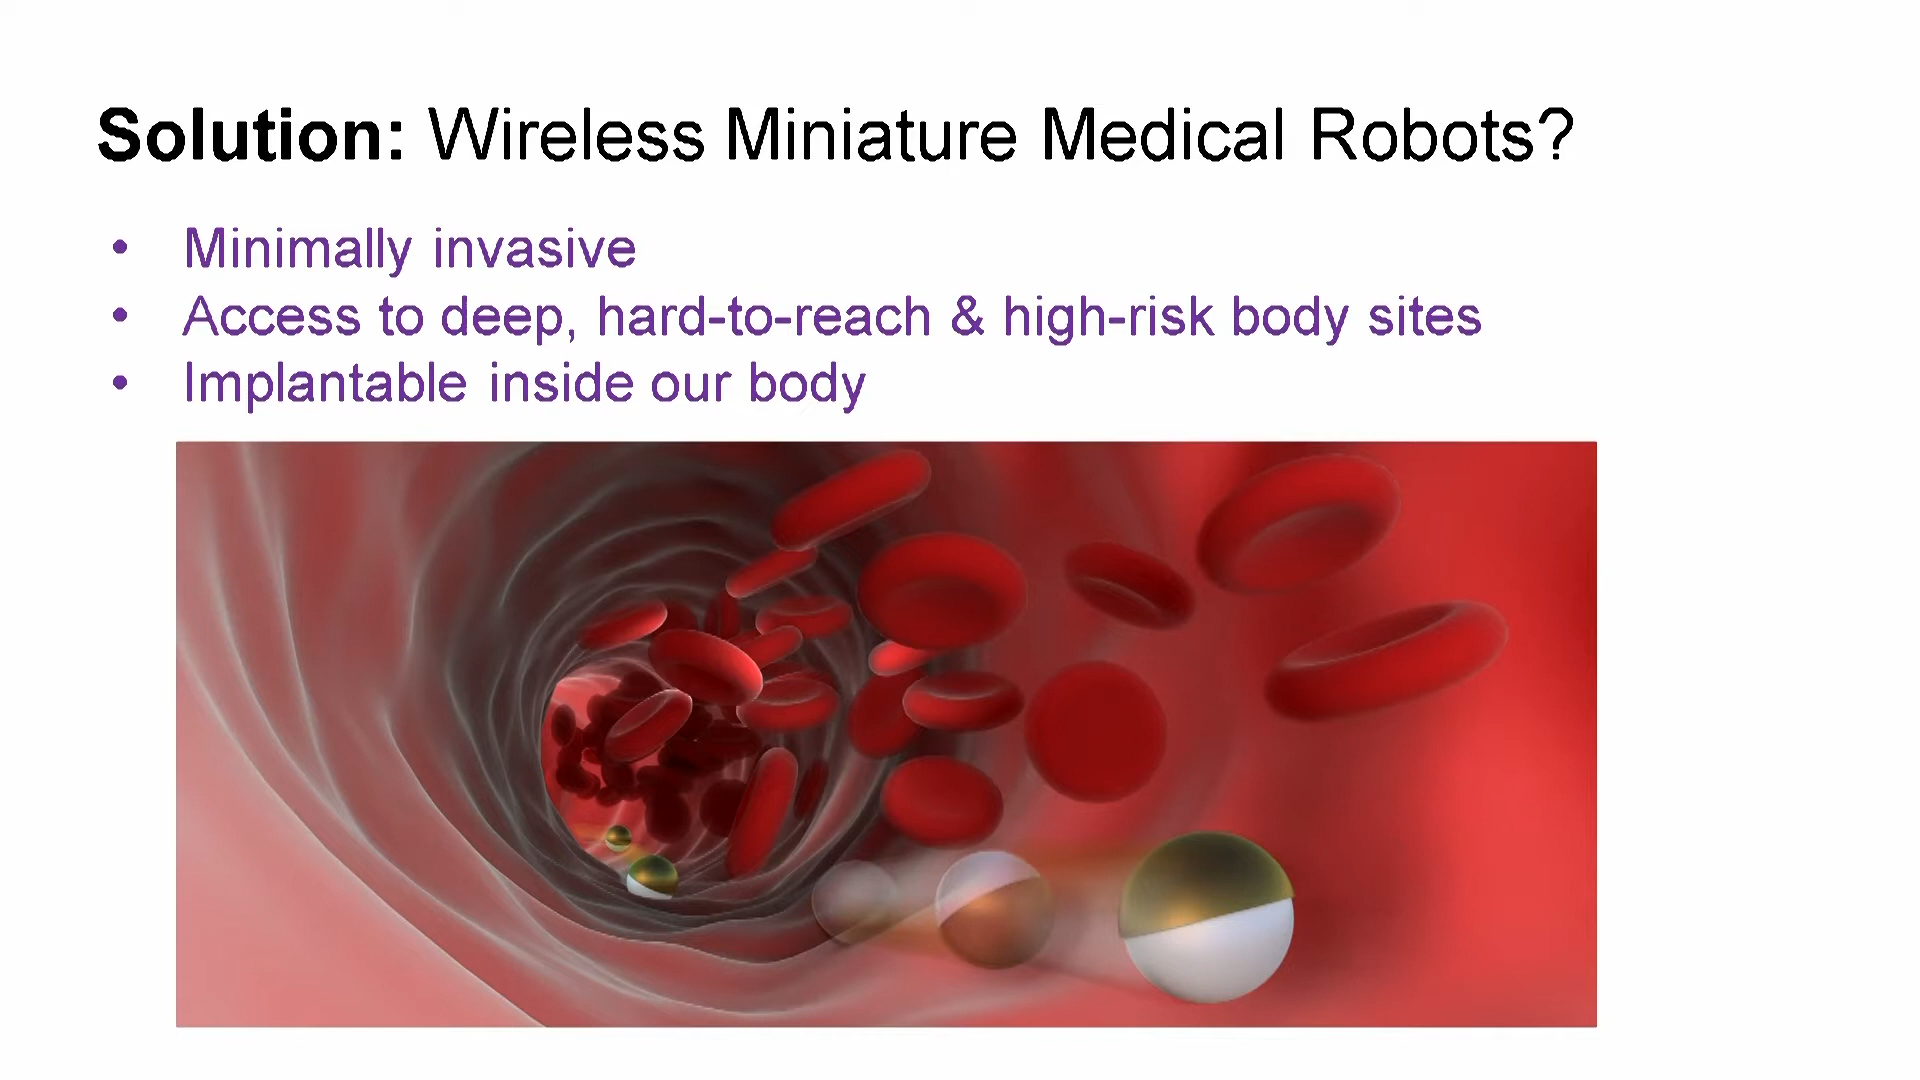 Solution: Wireless Miniature Medical Robots?
• Minimally invasive
• Access to deep, hard-to-reach & high-risk body sites
• Implantable inside our body